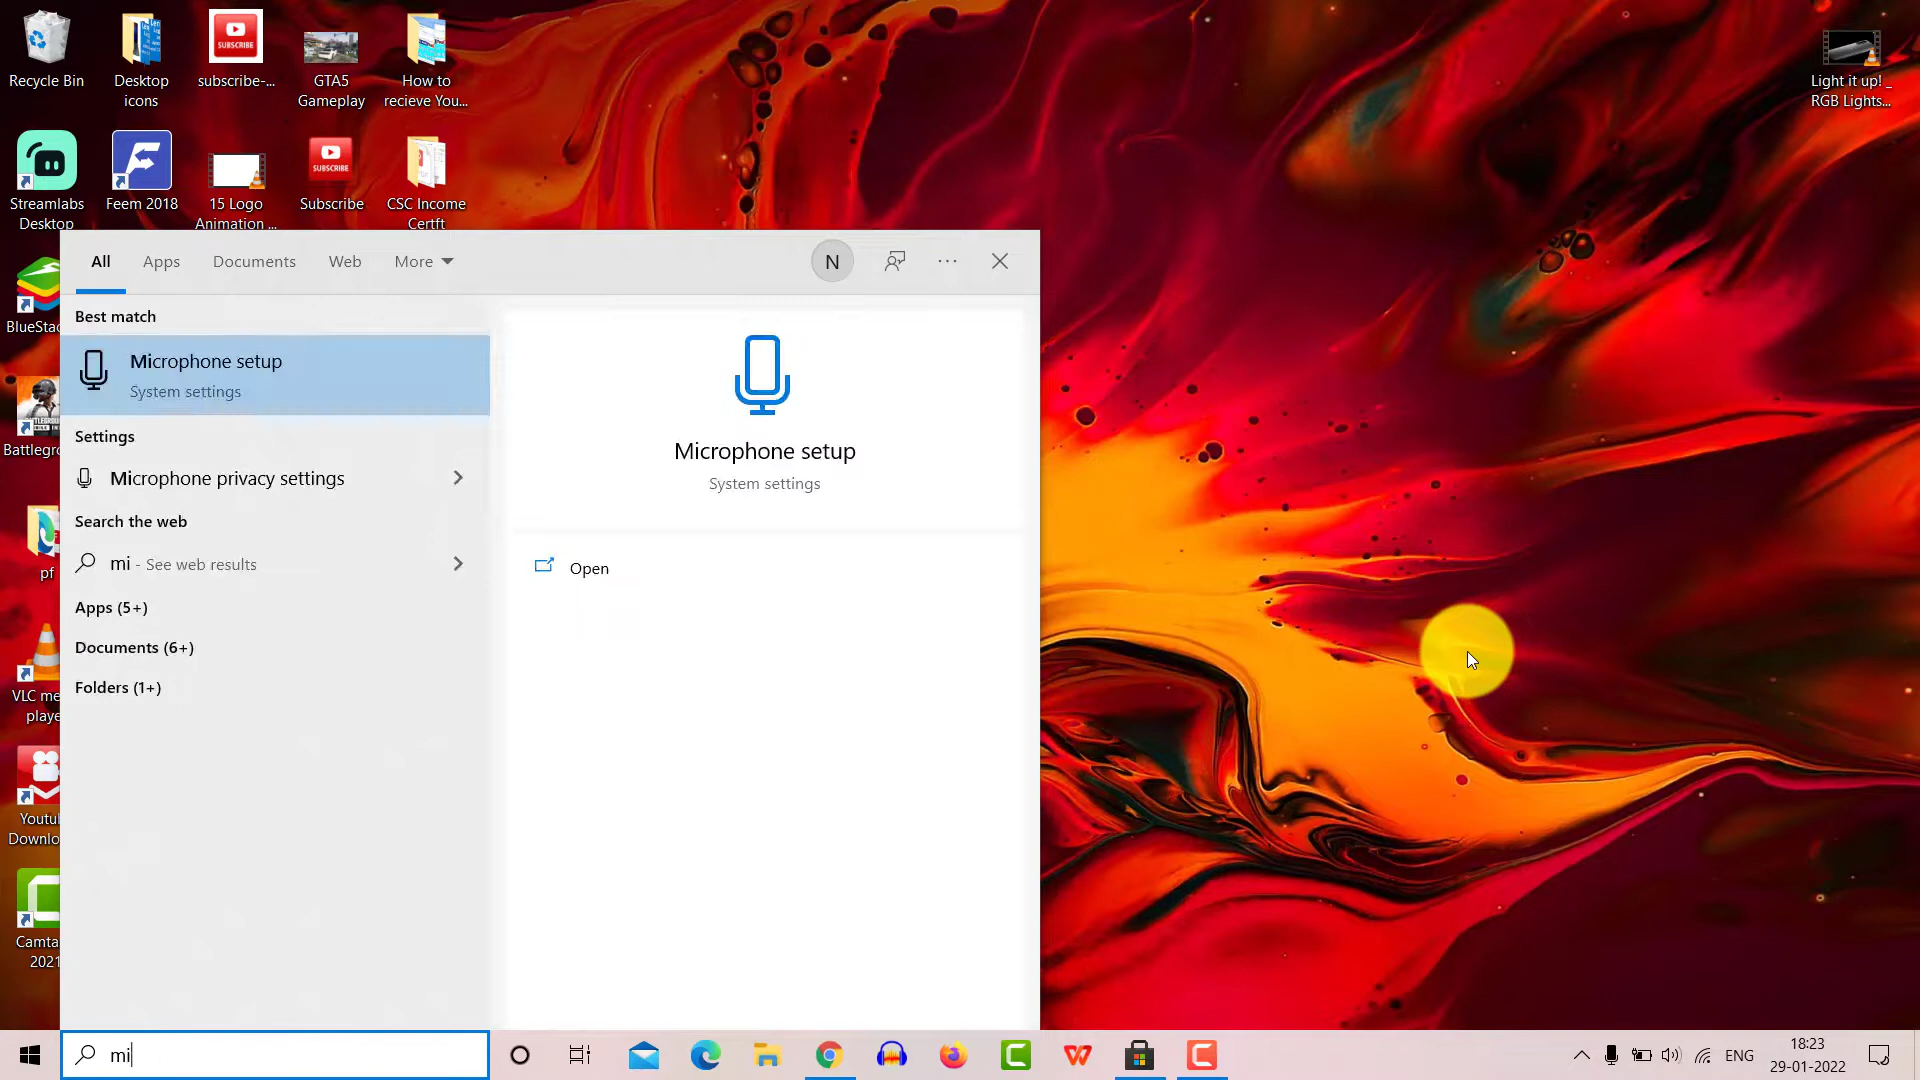 Recycle Bin
Desktop
icons
subscribe-...
GTA5
Gameplay
How to
recieve You...
Light it up! _
RGB Lights...
SUBSCRIBE
SUBSCRIBE
Streamlabs
Desktop
Feem 2018
15 Logo
Animation ...
Subscribe
CSC Income
Certft
All
Apps
Documents
Web
More
N
Best match
Microphone setup
System settings
Settings
Microphone privacy settings
Search the web
mi - See web results
Apps (5+)
Documents (6+)
Folders (1+)
Microphone setup
System settings
Open
BlueStac
Battlegro
pf
VLC me
playe
Youtu
Downlo
Camta
2021
mi
ENG
18:23
29-01-2022